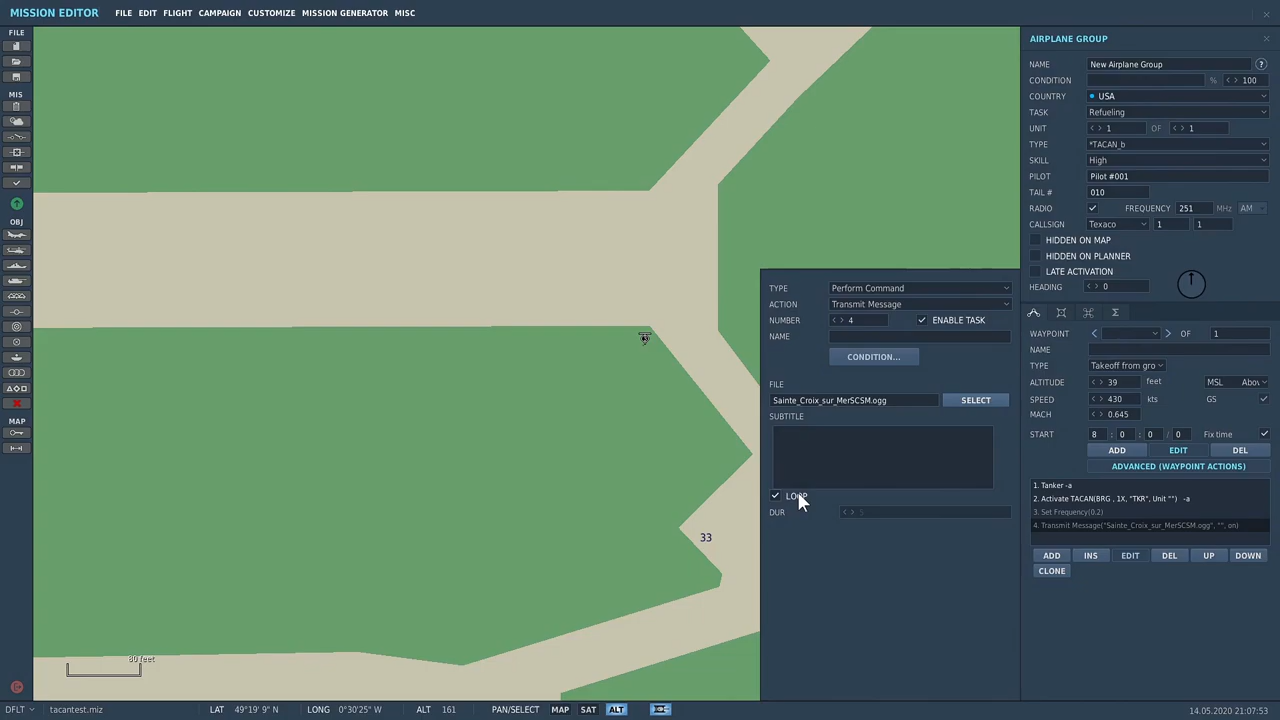 MISSION EDITOR FILE EDIT FLIGHT CAMPAIGN CUSTOMIZE MISSION GENERATOR MISC
FILE
MIS
OBJ
MAP
33
80 feet
TYPE Perform Command
ACTION Transmit Message
NUMBER 4 ENABLE TASK
NAME
CONDITION...
FILE
Sainte_Croix_sur_MerSCSM.ogg SELECT
SUBTITLE
LOOP
DUR 5
AIRPLANE GROUP
NAME New Airplane Group ?
CONDITION % 100
COUNTRY USA
TASK Refueling
UNIT 1 OF 1
TYPE *TACAN_b
SKILL High
PILOT Pilot #001
TAIL # 010
RADIO FREQUENCY 251 MHz AM
CALLSIGN Texaco 1 1
HIDDEN ON MAP
HIDDEN ON PLANNER
LATE ACTIVATION
HEADING 0
WAYPOINT OF 1
NAME
TYPE Takeoff from gro
ALTITUDE 39 feet MSL Abov
SPEED 430 kts GS
MACH 0.645
START 8 : 0 : 0 / 0 Fix time
ADD EDIT DEL
ADVANCED (WAYPOINT ACTIONS)
1. Tanker -a
2. Activate TACAN(BRG , 1X, "TKR", Unit "") -a
3. Set Frequency(0.2)
4. Transmit Message("Sainte_Croix_sur_MerSCSM.ogg", "", on)
ADD INS EDIT DEL UP DOWN
CLONE
DFLT tacantest.miz LAT 49°19' 9" N LONG 0°30'25" W ALT 161 PAN/SELECT MAP SAT ALT 14.05.2020 21:07:53